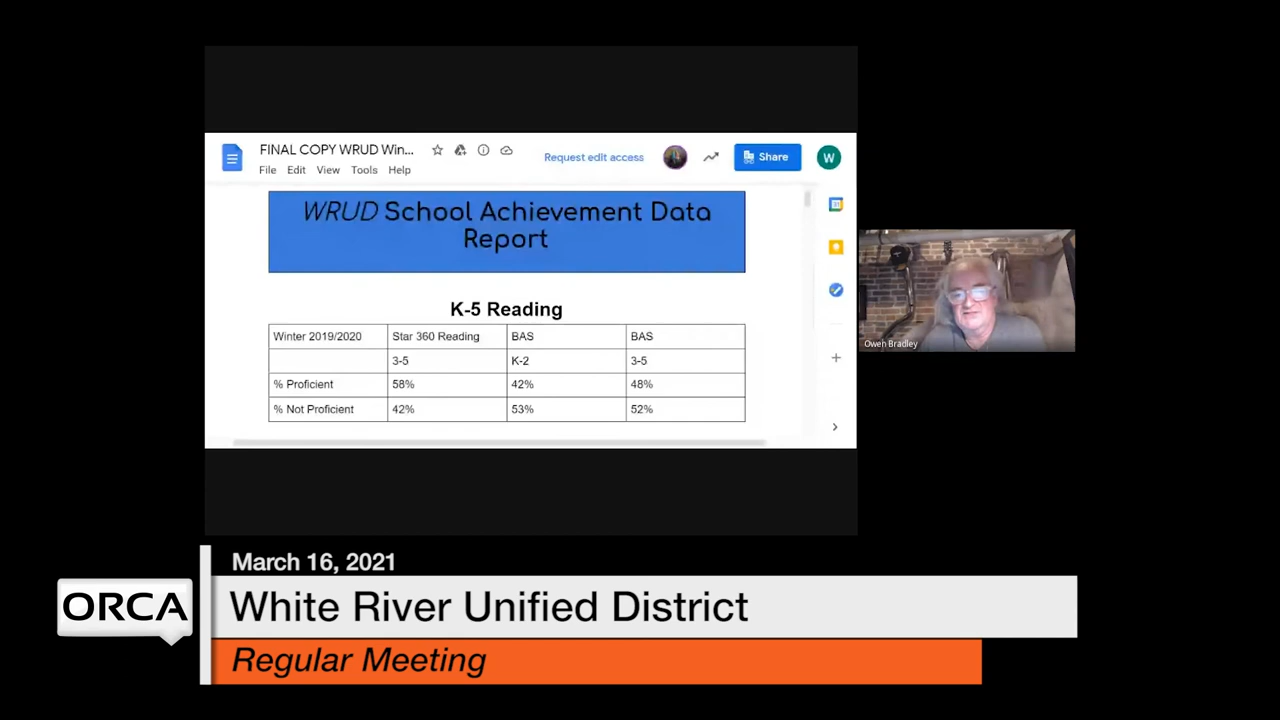 FINAL COPY WRUD Win...
File Edit View Tools Help
Request edit access
Share
W
31
WRUD School Achievement Data
Report
K-5 Reading
Winter 2019/2020 Star 360 Reading BAS BAS
3-5 K-2 3-5
% Proficient 58% 42% 48%
% Not Proficient 42% 53% 52%
Owen Bradley
March 16, 2021
ORCA
White River Unified District
Regular Meeting